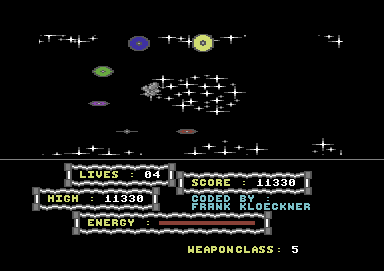 LIVES : 04
SCORE : 11330
HIGH : 11330
CODED BY :
FRANK KLOECKNER
ENERGY :
WEAPONCLASS: 5